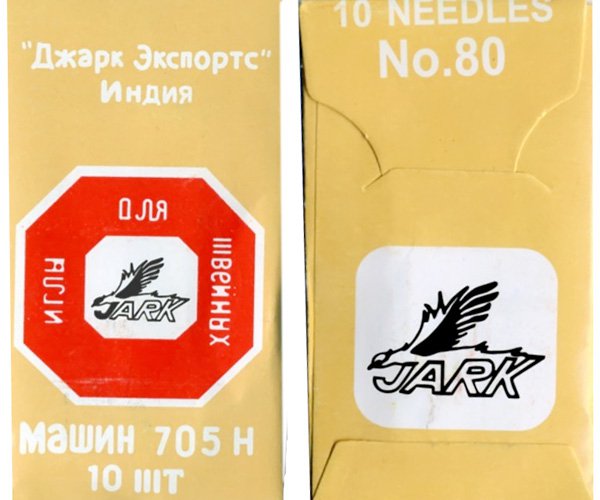 "Джарк Экспортс"
Индия
ИГЛЫ
ДЛЯ
швейных
JARK
машин 705 Н
10 шт
10 NEEDLES
No.80
JARK